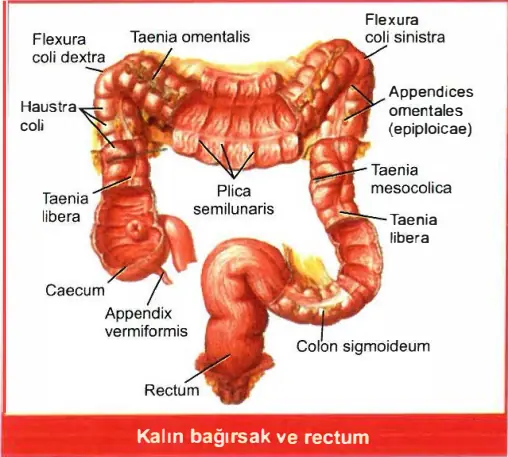 Flexura
coli dextra
Taenia omentalis
Flexura
coli sinistra
Haustra
coli
Appendices
omentales
(epiploicae)
Taenia
mesocolica
Plica
semilunaris
Taenia
libera
Taenia
libera
Caecum
Appendix
vermiformis
Colon sigmoideum
Rectum
Kalın bağırsak ve rectum